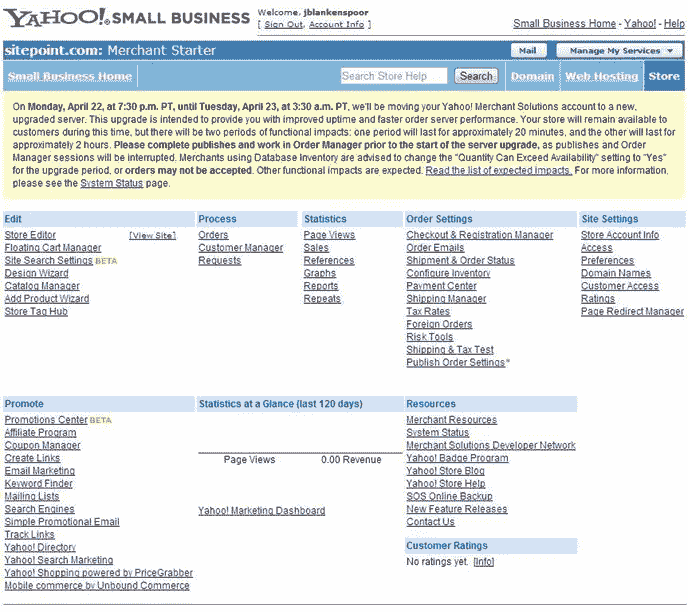 YAHOO! SMALL BUSINESS
Welcome, jblankenspoor
[ Sign Out, Account Info ]
Small Business Home - Yahoo! - Help
sitepoint.com: Merchant Starter
Mail
Manage My Services
Small Business Home
Search Store Help
Search
Domain
Web Hosting
Store
On Monday, April 22, at 7:30 p.m. PT, until Tuesday, April 23, at 3:30 a.m. PT, we'll be moving your Yahoo! Merchant Solutions account to a new,
upgraded server. This upgrade is intended to provide you with improved uptime and faster order server performance. Your store will remain available to
customers during this time, but there will be two periods of functional impacts: one period will last for approximately 20 minutes, and the other will last for
approximately 2 hours. Please complete publishes and work in Order Manager prior to the start of the server upgrade, as publishes and Order
Manager sessions will be interrupted. Merchants using Database Inventory are advised to change the "Quantity Can Exceed Availability" setting to "Yes"
for the upgrade period, or orders may not be accepted. Other functional impacts are expected. Read the list of expected impacts. For more information,
please see the System Status page.
Edit
Store Editor [View Site]
Floating Cart Manager
Site Search Settings BETA
Design Wizard
Catalog Manager
Add Product Wizard
Store Tag Hub
Process
Orders
Customer Manager
Requests
Statistics
Page Views
Sales
References
Graphs
Reports
Repeats
Order Settings
Checkout & Registration Manager
Order Emails
Shipment & Order Status
Configure Inventory
Payment Center
Shipping Manager
Tax Rates
Foreign Orders
Risk Tools
Shipping & Tax Test
Publish Order Settings*
Site Settings
Store Account Info
Access
Preferences
Domain Names
Customer Access
Ratings
Page Redirect Manager
Promote
Promotions Center BETA
Affiliate Program
Coupon Manager
Create Links
Email Marketing
Keyword Finder
Mailing Lists
Search Engines
Simple Promotional Email
Track Links
Yahoo! Directory
Yahoo! Search Marketing
Yahoo! Shopping powered by PriceGrabber
Mobile commerce by Unbound Commerce
Statistics at a Glance (last 120 days)
Page Views 0.00 Revenue
Yahoo! Marketing Dashboard
Resources
Merchant Resources
System Status
Merchant Solutions Developer Network
Yahoo! Badge Program
Yahoo! Store Blog
Yahoo! Store Help
SOS Online Backup
New Feature Releases
Contact Us
Customer Ratings
No ratings yet. [Info]